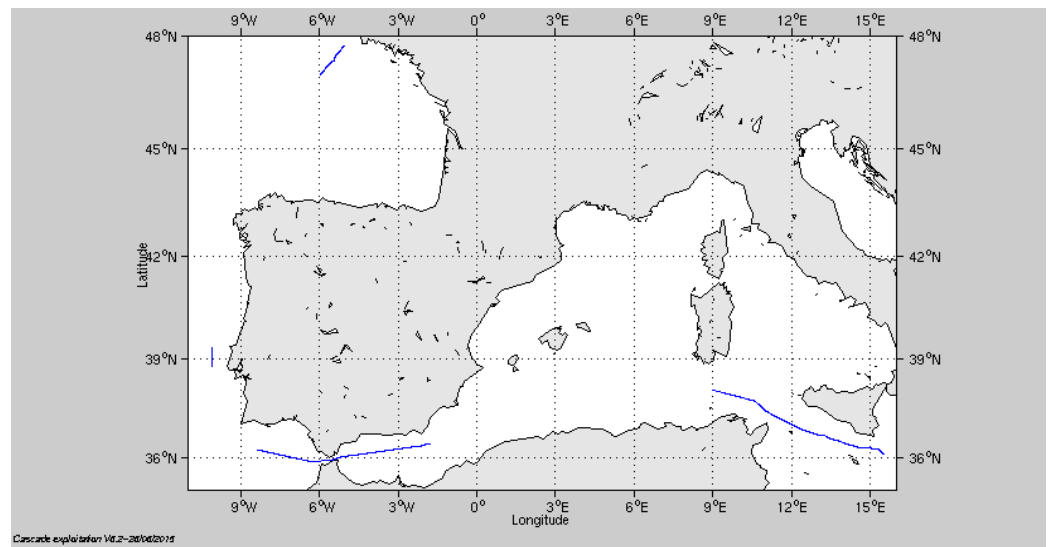 9°W 6°W 3°W 0° 3°E 6°E 9°E 12°E 15°E
48°N 48°N
45°N 45°N
42°N 42°N
Latitude
39°N 39°N
36°N 36°N
9°W 6°W 3°W 0° 3°E 6°E 9°E 12°E 15°E
Longitude
Cascade exploitation V6.2-26/06/2015